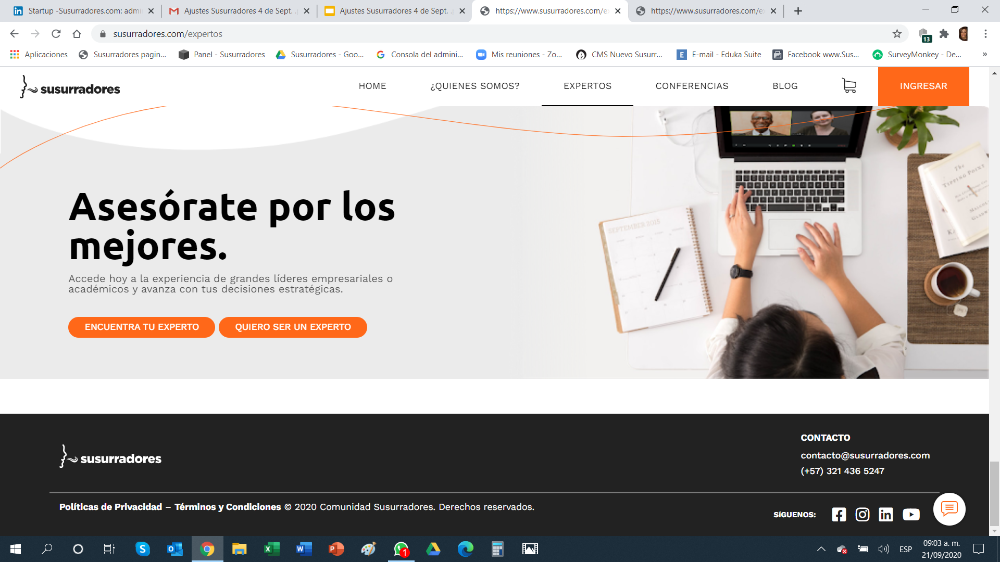 Startup -Susurradores.com: admi
Ajustes Susurradores 4 de Sept. .p
Ajustes Susurradores 4 de Sept. .p
https://www.susurradores.com/ex
https://www.susurradores.com/ex
susurradores.com/expertos
13
Aplicaciones
Susurradores pagin...
Panel - Susurradores
Susurradores - Goo...
Consola del admini...
Mis reuniones - Zo...
CMS Nuevo Susurr...
E-mail - Eduka Suite
Facebook www.Sus...
SurveyMonkey - De...
»
susurradores
HOME
¿QUIENES SOMOS?
EXPERTOS
CONFERENCIAS
BLOG
INGRESAR
SEPTEMBER 2015
The
TIPPING POINT
Asesórate por los
mejores.
Accede hoy a la experiencia de grandes líderes empresariales o
académicos y avanza con tus decisiones estratégicas.
ENCUENTRA TU EXPERTO
QUIERO SER UN EXPERTO
susurradores
CONTACTO
contacto@susurradores.com
(+57) 321 436 5247
Políticas de Privacidad – Términos y Condiciones © 2020 Comunidad Susurradores. Derechos reservados.
SÍGUENOS:
1
ESP
09:03 a. m.
21/09/2020